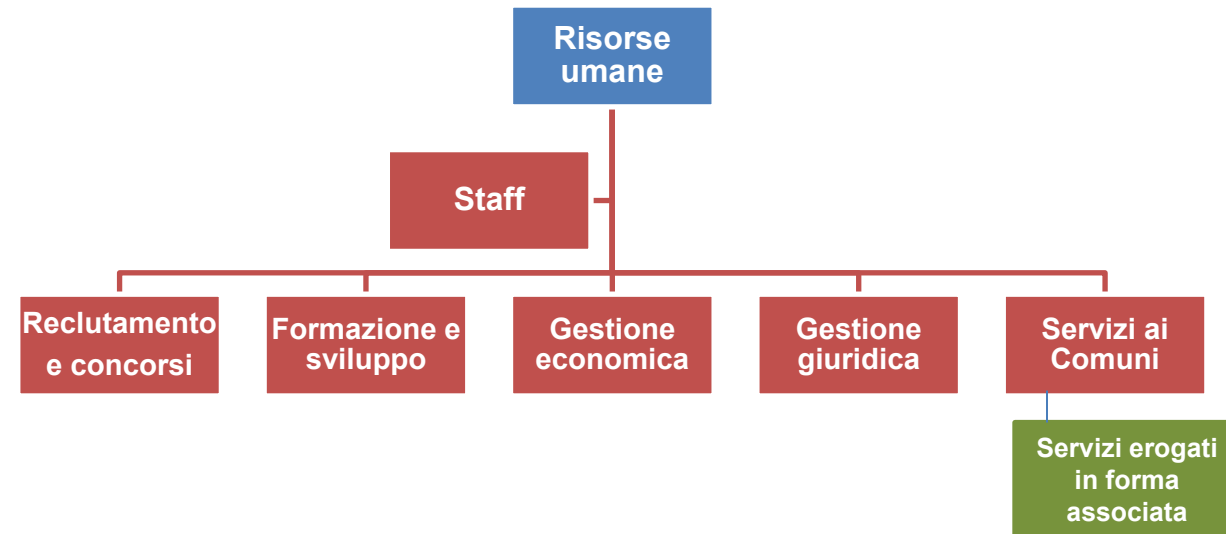 Risorse
umane
Staff
Reclutamento
e concorsi
Formazione e
sviluppo
Gestione
economica
Gestione
giuridica
Servizi ai
Comuni
Servizi erogati
in forma
associata